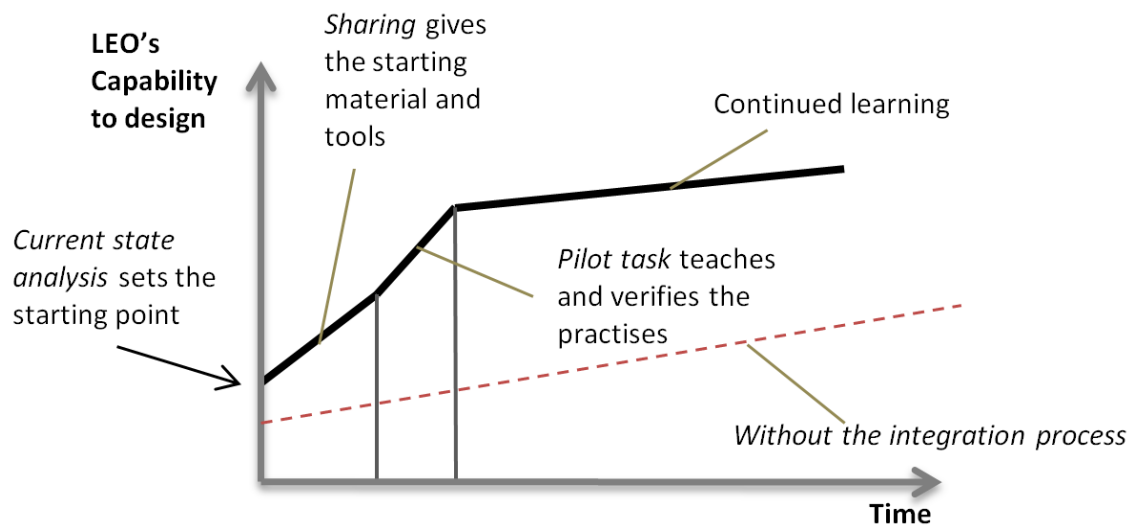 LEO’s
Capability
to design
Sharing gives
the starting
material and
tools
Continued learning
Current state
analysis sets the
starting point
Pilot task teaches
and verifies the
practises
Without the integration process
Time